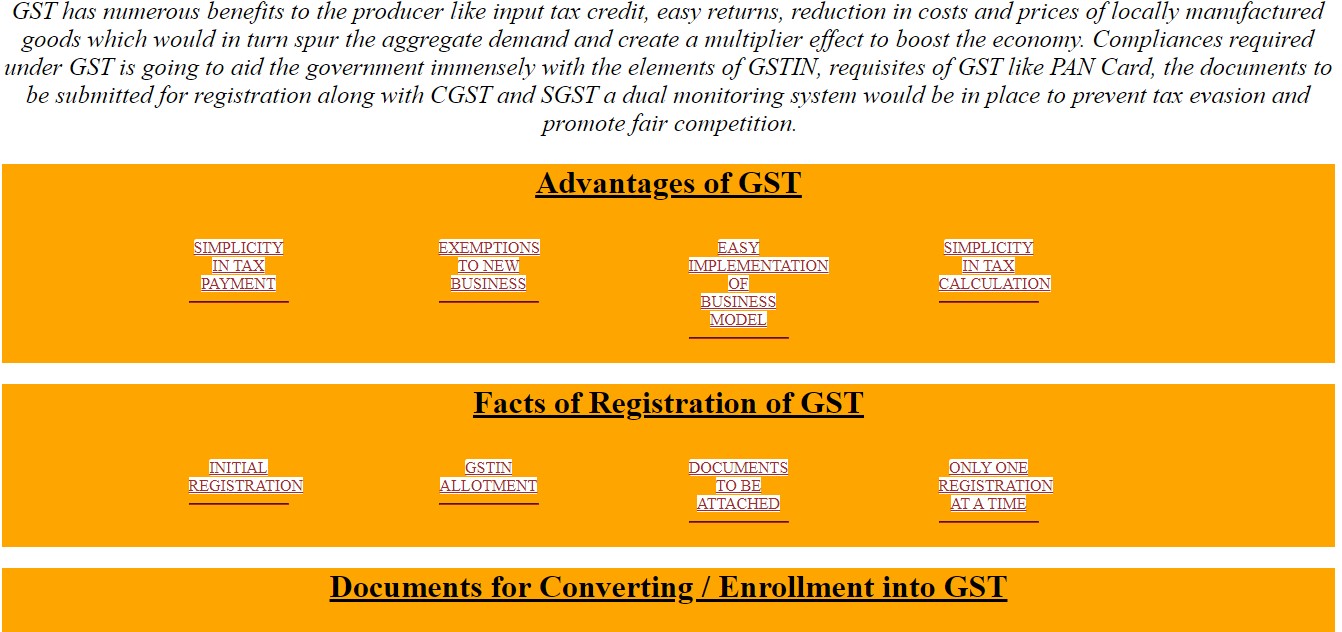 GST has numerous benefits to the producer like input tax credit, easy returns, reduction in costs and prices of locally manufactured
goods which would in turn spur the aggregate demand and create a multiplier effect to boost the economy. Compliances required
under GST is going to aid the government immensely with the elements of GSTIN, requisites of GST like PAN Card, the documents to
be submitted for registration along with CGST and SGST a dual monitoring system would be in place to prevent tax evasion and
promote fair competition.
Advantages of GST
SIMPLICITY
IN TAX
PAYMENT
EXEMPTIONS
TO NEW
BUSINESS
EASY
IMPLEMENTATION
OF
BUSINESS
MODEL
SIMPLICITY
IN TAX
CALCULATION
Facts of Registration of GST
INITIAL
REGISTRATION
GSTIN
ALLOTMENT
DOCUMENTS
TO BE
ATTACHED
ONLY ONE
REGISTRATION
AT A TIME
Documents for Converting / Enrollment into GST